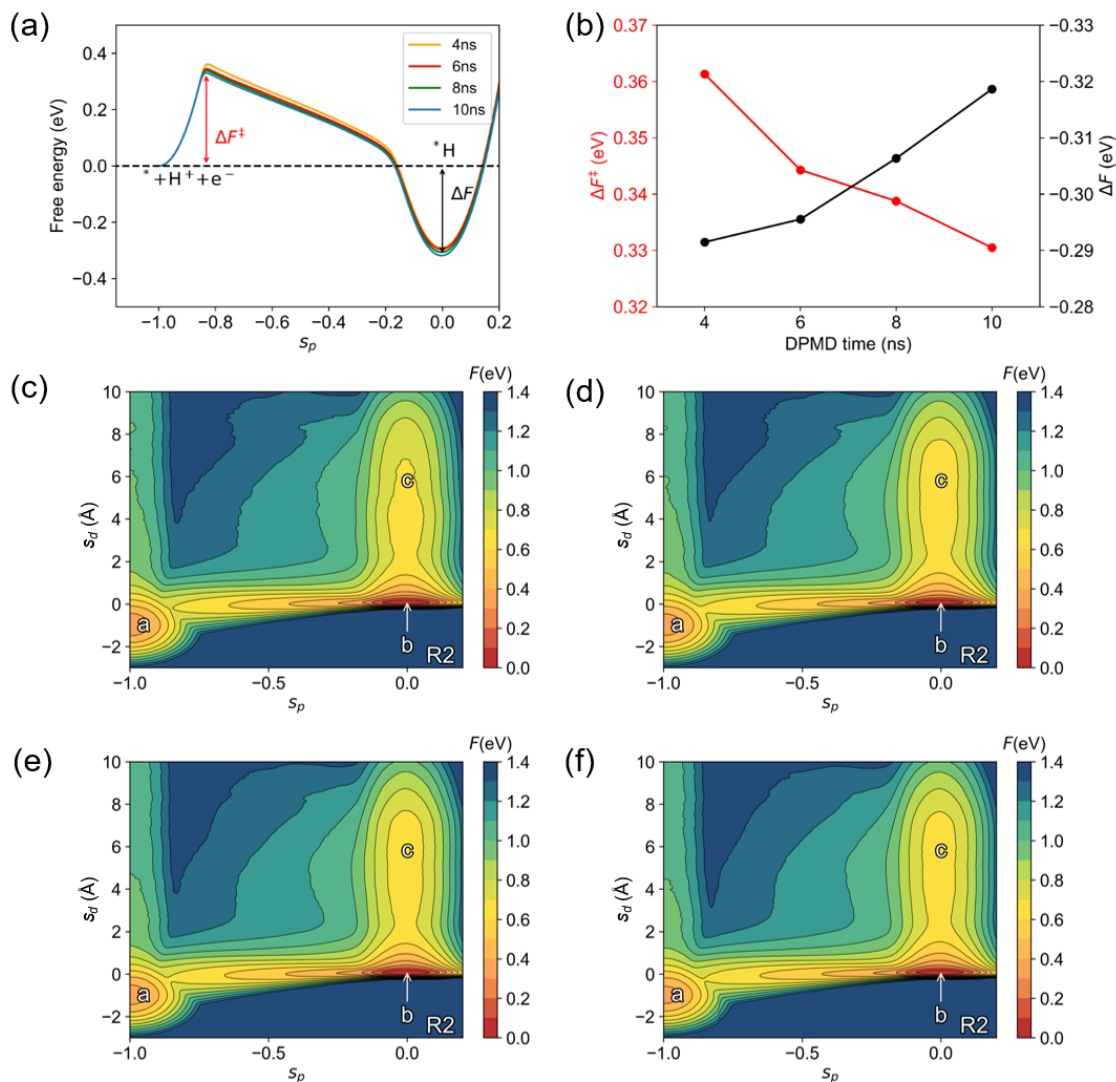 (a)
Free energy (eV)
0.4
0.2
0.0
−0.2
−0.4
4ns
6ns
8ns
10ns
ΔF‡
*+H⁺+e⁻
*H
ΔF
−1.0 −0.8 −0.6 −0.4 −0.2 0.0 0.2
sₚ
(b)
ΔF‡ (eV)
0.37
0.36
0.35
0.34
0.33
0.32
−0.33
−0.32
−0.31
−0.30
−0.29
−0.28
ΔF (eV)
4 6 8 10
DPMD time (ns)
(c)
F(eV)
s_d (Å)
10
8
6
4
2
0
−2
a
b
c
R2
−1.0 −0.5 0.0
sₚ
1.4
1.2
1.0
0.8
0.6
0.4
0.2
0.0
(d)
F(eV)
s_d (Å)
10
8
6
4
2
0
−2
a
b
c
R2
−1.0 −0.5 0.0
sₚ
1.4
1.2
1.0
0.8
0.6
0.4
0.2
0.0
(e)
F(eV)
s_d (Å)
10
8
6
4
2
0
−2
a
b
c
R2
−1.0 −0.5 0.0
sₚ
1.4
1.2
1.0
0.8
0.6
0.4
0.2
0.0
(f)
F(eV)
s_d (Å)
10
8
6
4
2
0
−2
a
b
c
R2
−1.0 −0.5 0.0
sₚ
1.4
1.2
1.0
0.8
0.6
0.4
0.2
0.0